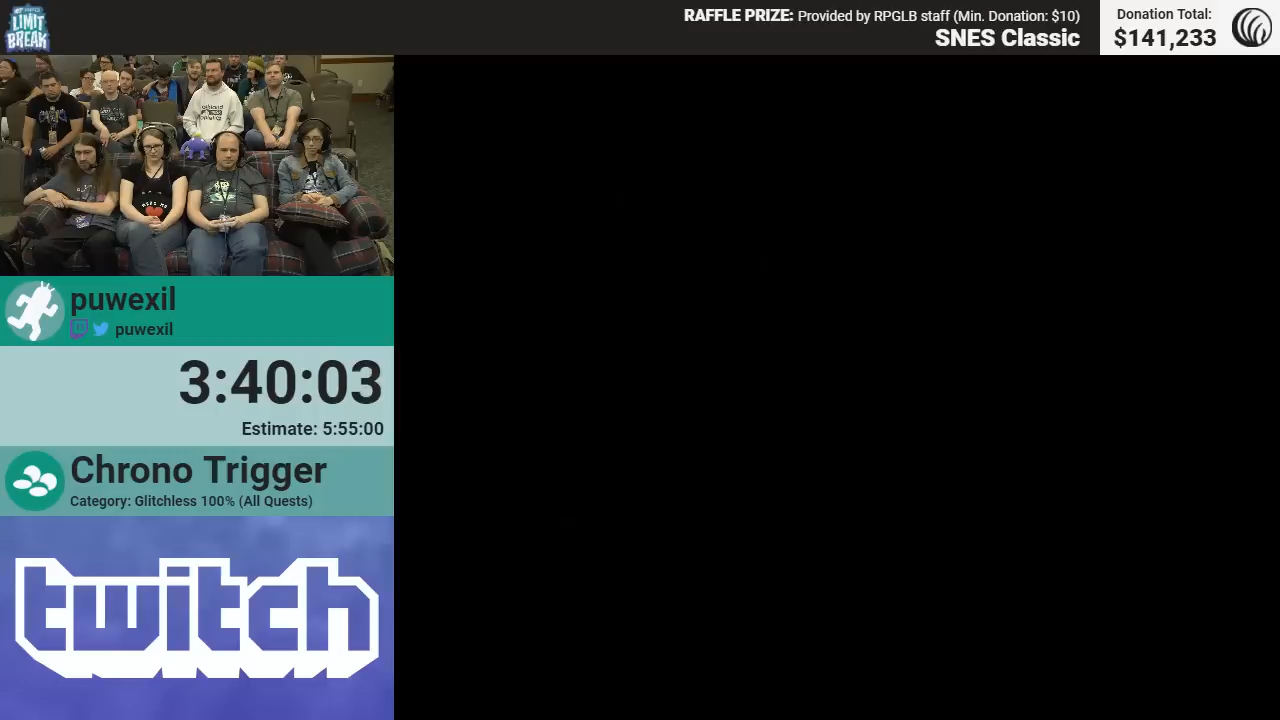 LIMIT
BREAK
RAFFLE PRIZE: Provided by RPGLB staff (Min. Donation: $10)
SNES Classic
Donation Total:
$141,233
puwexil
puwexil
3:40:03
Estimate: 5:55:00
Chrono Trigger
Category: Glitchless 100% (All Quests)
twitch